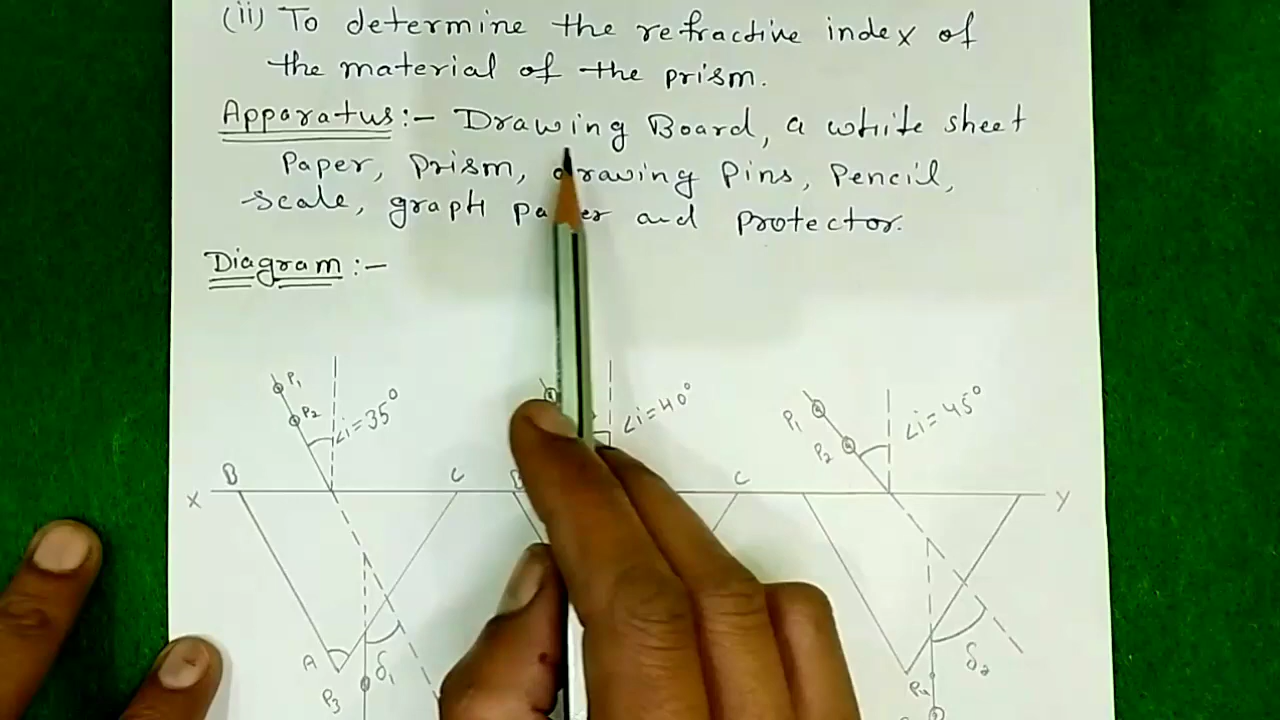 (ii) To determine the refractive index of
the material of the prism.
Apparatus:- Drawing Board, a white sheet
Paper, prism, drawing Pins, Pencil,
scale, graph paper and Protector.
Diagram:-
P1
P2
∠i=35°
∠i=40°
P1
P2
∠i=45°
X B C C Y
A
P3
δ1
δ2